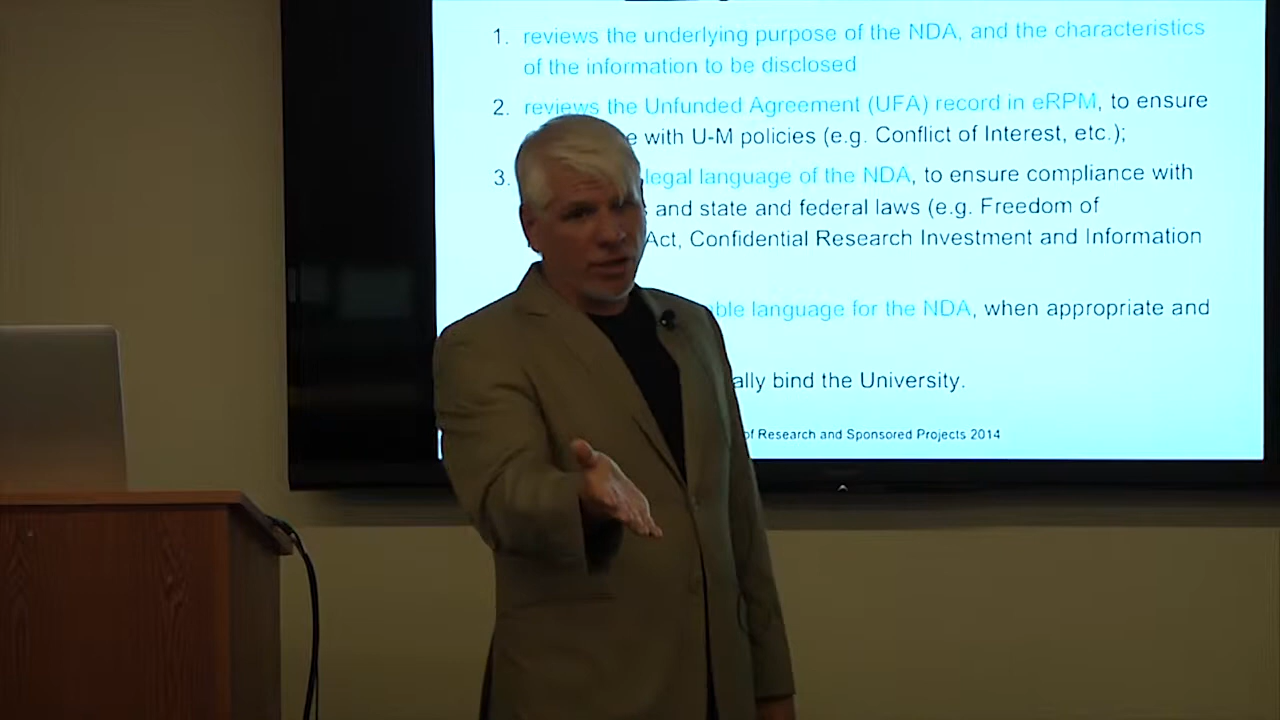 1. reviews the underlying purpose of the NDA, and the characteristics
of the information to be disclosed
2. reviews the Unfunded Agreement (UFA) record in eRPM, to ensure
with U-M policies (e.g. Conflict of Interest, etc.);
3. legal language of the NDA, to ensure compliance with
and state and federal laws (e.g. Freedom of
Act, Confidential Research Investment and Information
language for the NDA, when appropriate and
bind the University.
of Research and Sponsored Projects 2014